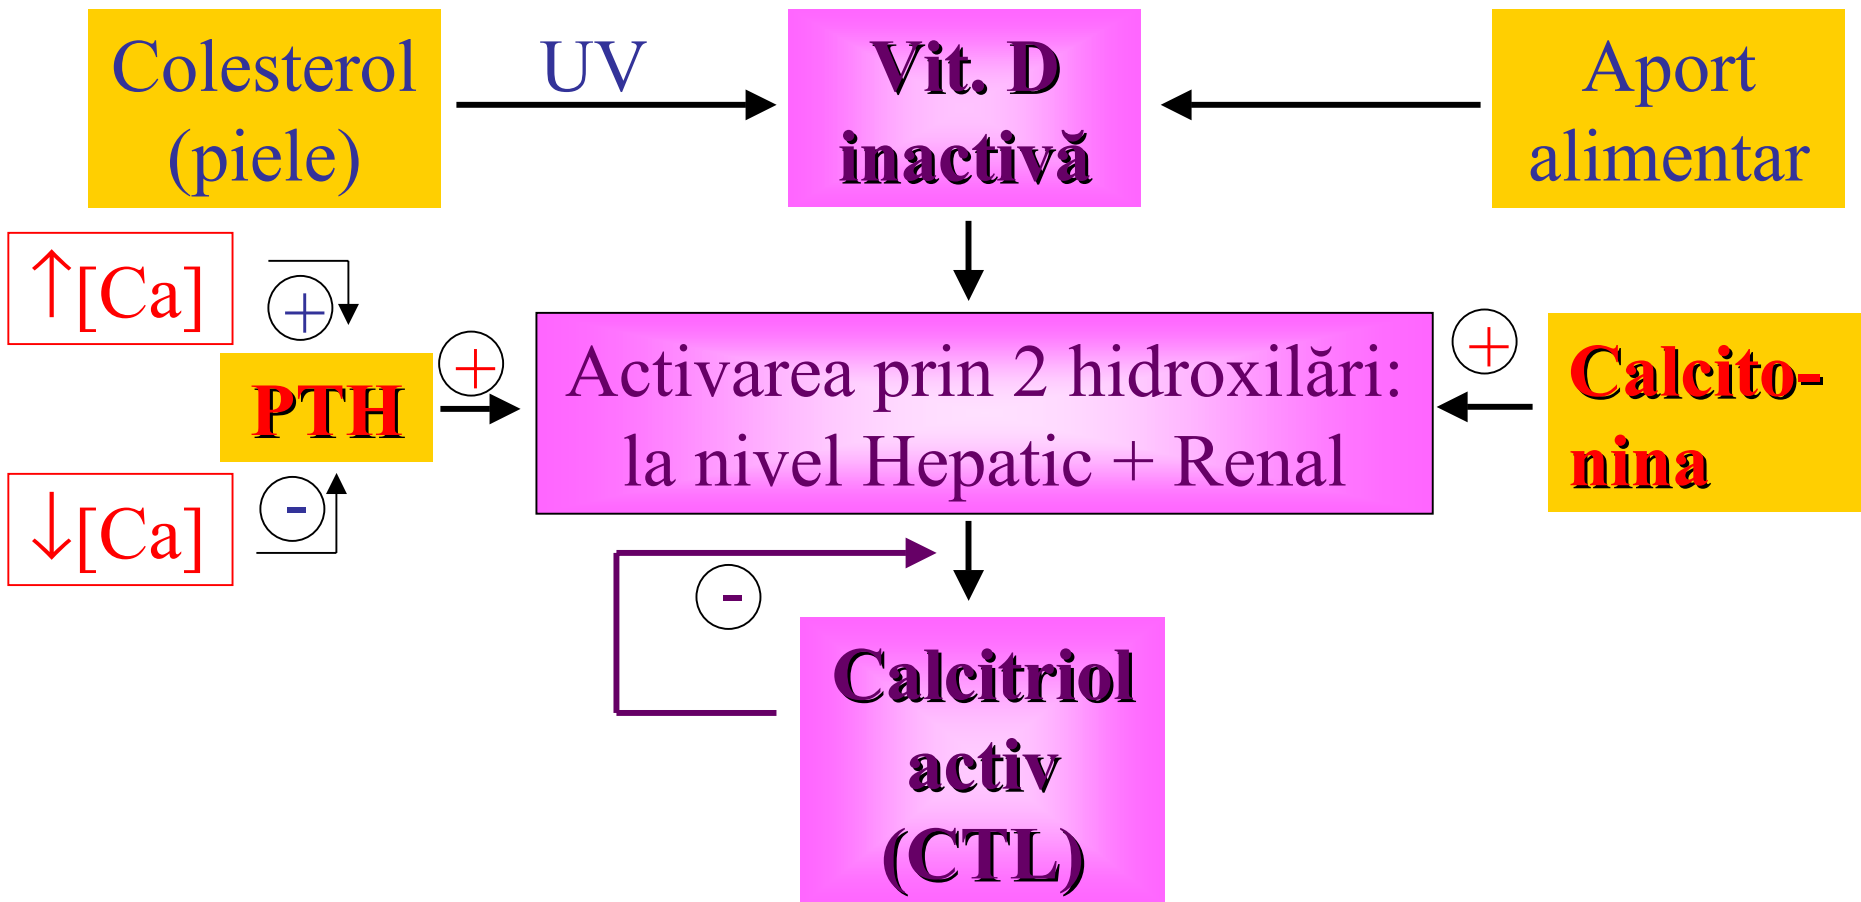 Colesterol
(piele)
UV
Vit. D
inactivă
Aport
alimentar
↑[Ca]
+
PTH
+
↓[Ca]
-
Activarea prin 2 hidroxilări:
la nivel Hepatic + Renal
+
Calcito-
nina
-
Calcitriol
activ
(CTL)